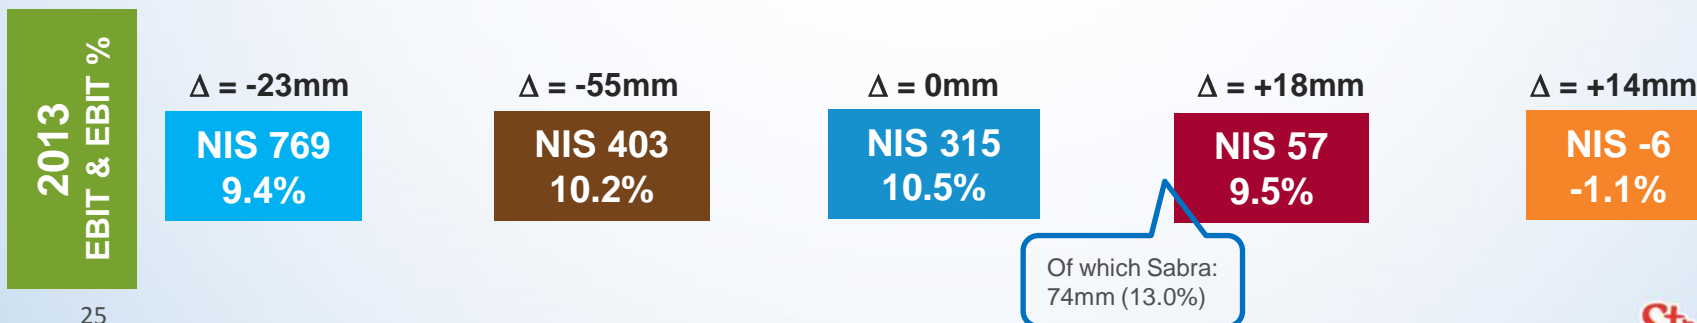 2013
EBIT & EBIT %
Δ = -23mm
NIS 769
9.4%
Δ = -55mm
NIS 403
10.2%
Δ = 0mm
NIS 315
10.5%
Δ = +18mm
NIS 57
9.5%
Of which Sabra:
74mm (13.0%)
Δ = +14mm
NIS -6
-1.1%
25